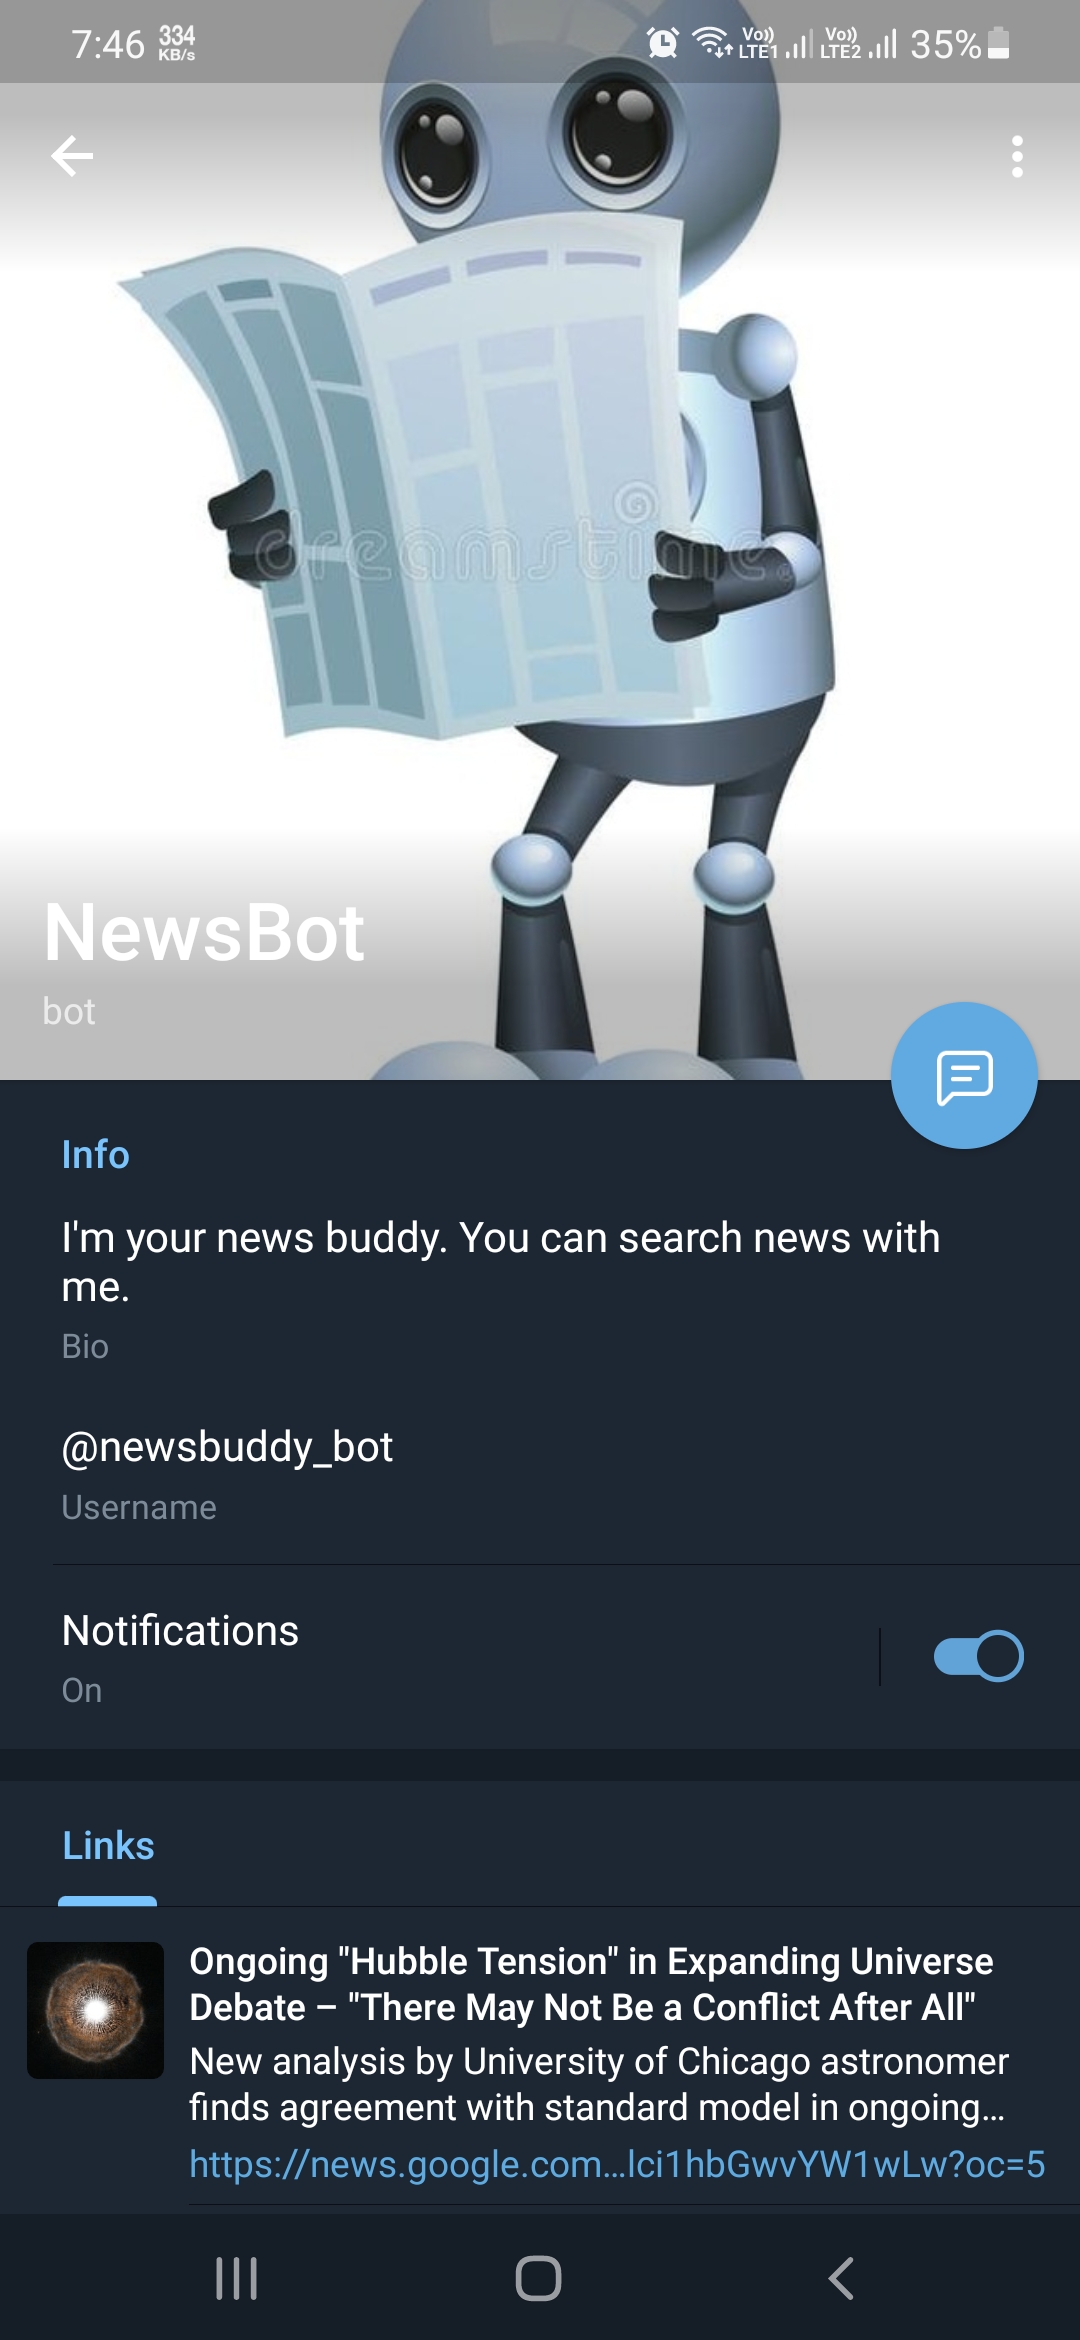 7:46 334 KB/s Vo)) LTE1 Vo)) LTE2 35%
dreamstime
NewsBot
bot
Info
I'm your news buddy. You can search news with
me.
Bio
@newsbuddy_bot
Username
Notifications
On
Links
Ongoing "Hubble Tension" in Expanding Universe
Debate – "There May Not Be a Conflict After All"
New analysis by University of Chicago astronomer
finds agreement with standard model in ongoing...
https://news.google.com...lci1hbGwvYW1wLw?oc=5